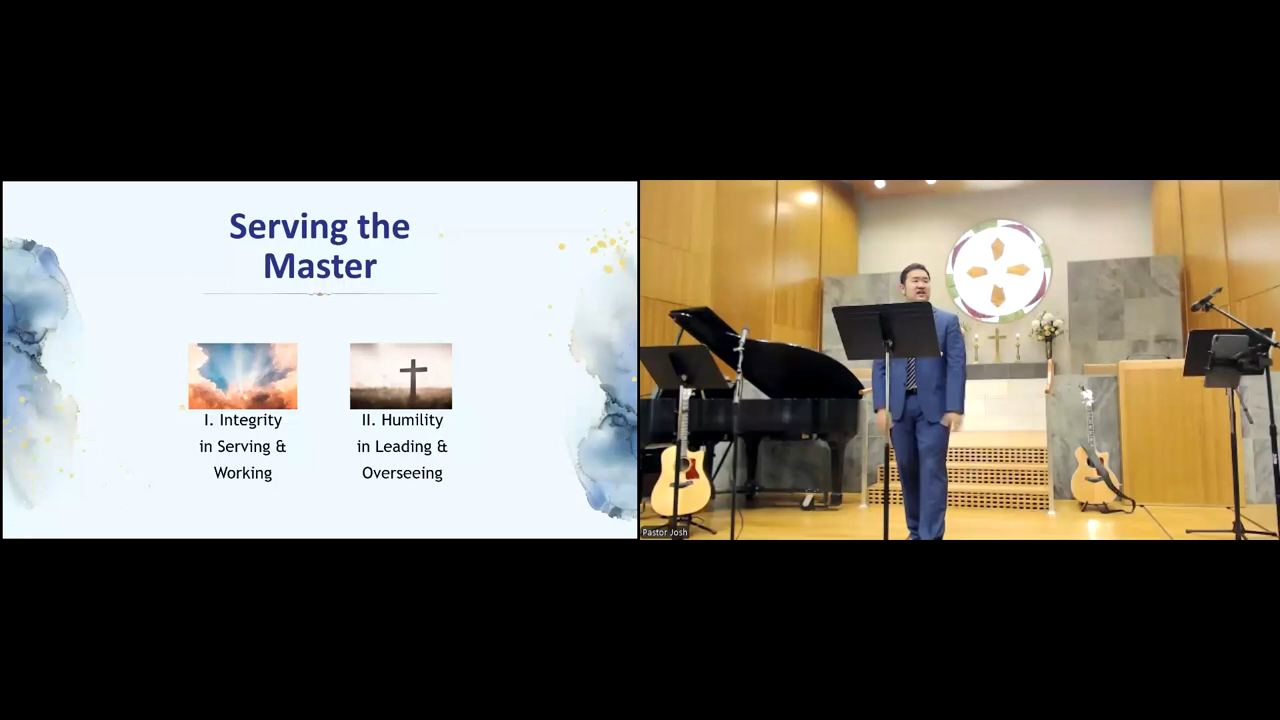 Serving the
Master
I. Integrity
in Serving &
Working
II. Humility
in Leading &
Overseeing
Pastor Josh